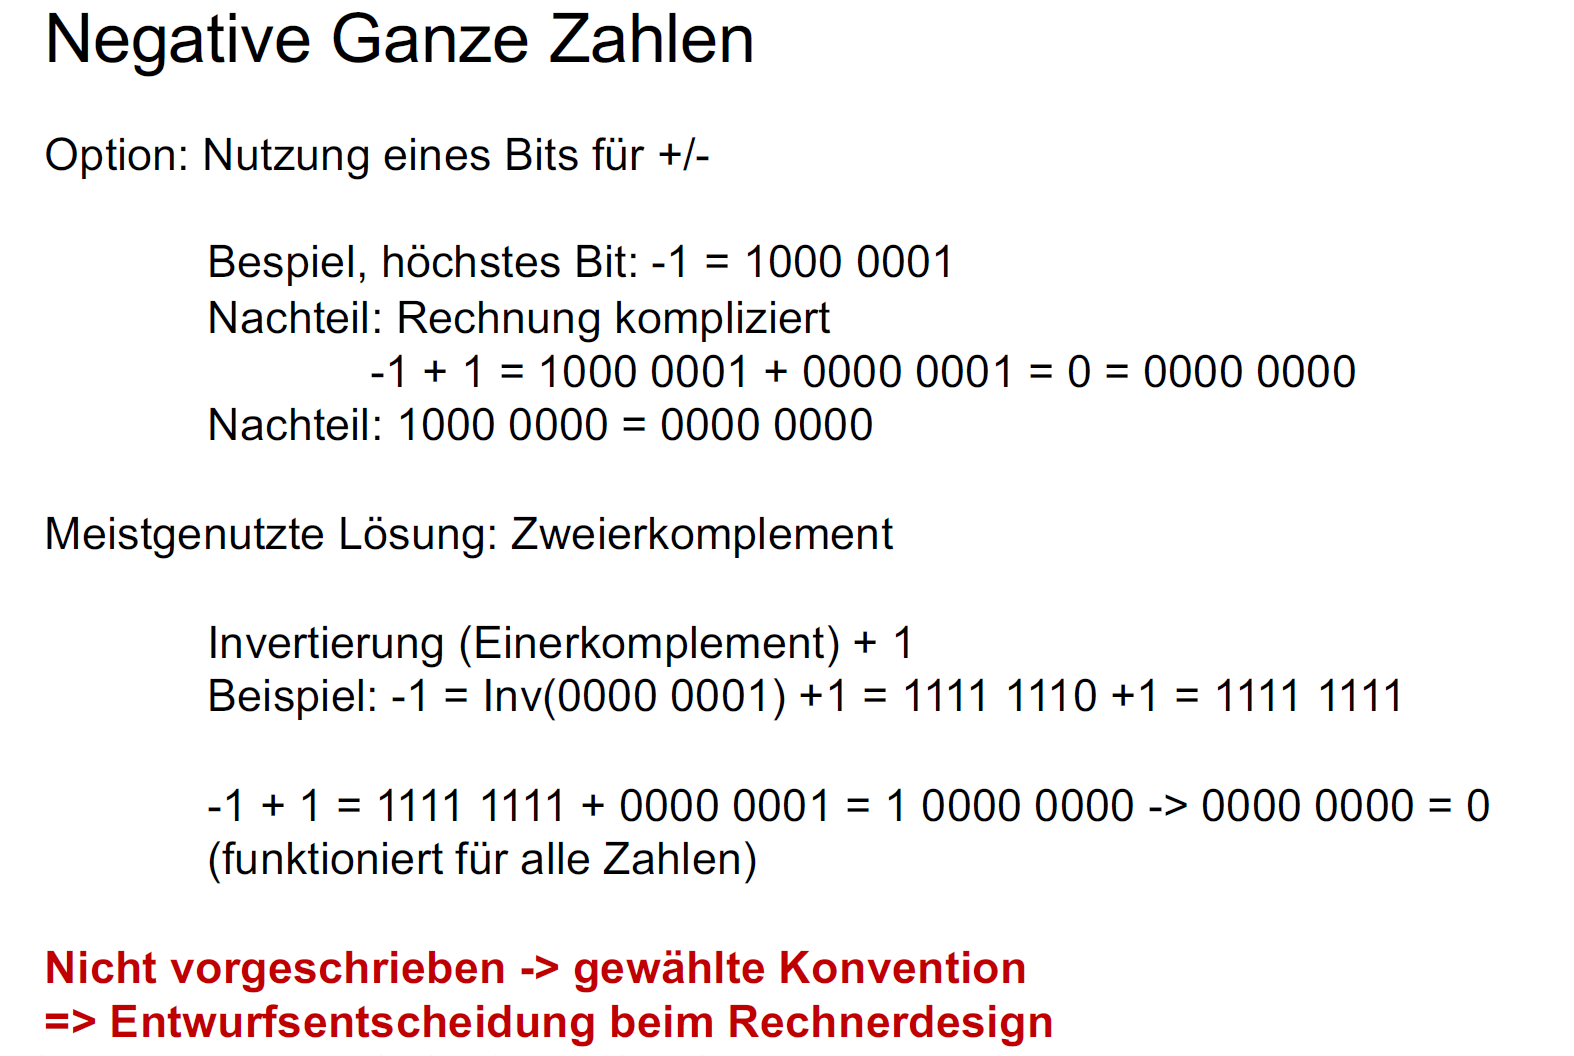 Negative Ganze Zahlen
Option: Nutzung eines Bits für +/-
Bespiel, höchstes Bit: -1 = 1000 0001
Nachteil: Rechnung kompliziert
-1 + 1 = 1000 0001 + 0000 0001 = 0 = 0000 0000
Nachteil: 1000 0000 = 0000 0000
Meistgenutzte Lösung: Zweierkomplement
Invertierung (Einerkomplement) + 1
Beispiel: -1 = Inv(0000 0001) +1 = 1111 1110 +1 = 1111 1111
-1 + 1 = 1111 1111 + 0000 0001 = 1 0000 0000 -> 0000 0000 = 0
(funktioniert für alle Zahlen)
Nicht vorgeschrieben -> gewählte Konvention
=> Entwurfsentscheidung beim Rechnerdesign